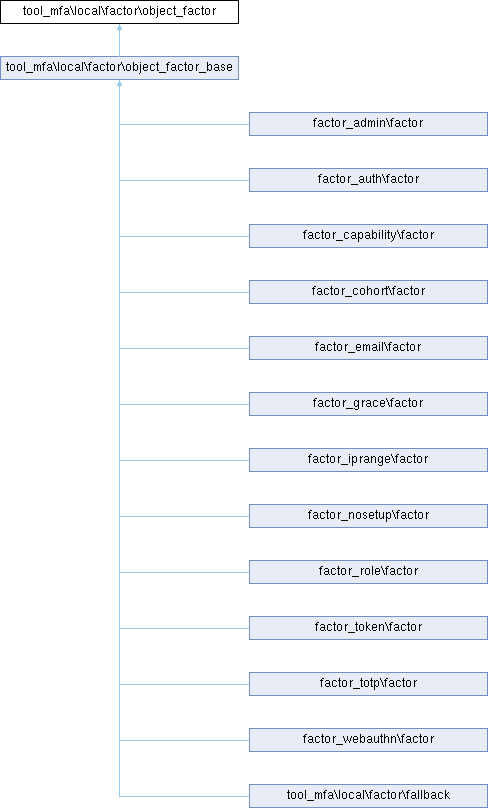 tool_mfa\local\factor\object_factor
tool_mfa\local\factor\object_factor_base
factor_admin\factor
factor_auth\factor
factor_capability\factor
factor_cohort\factor
factor_email\factor
factor_grace\factor
factor_iprange\factor
factor_nosetup\factor
factor_role\factor
factor_token\factor
factor_totp\factor
factor_webauthn\factor
tool_mfa\local\factor\fallback